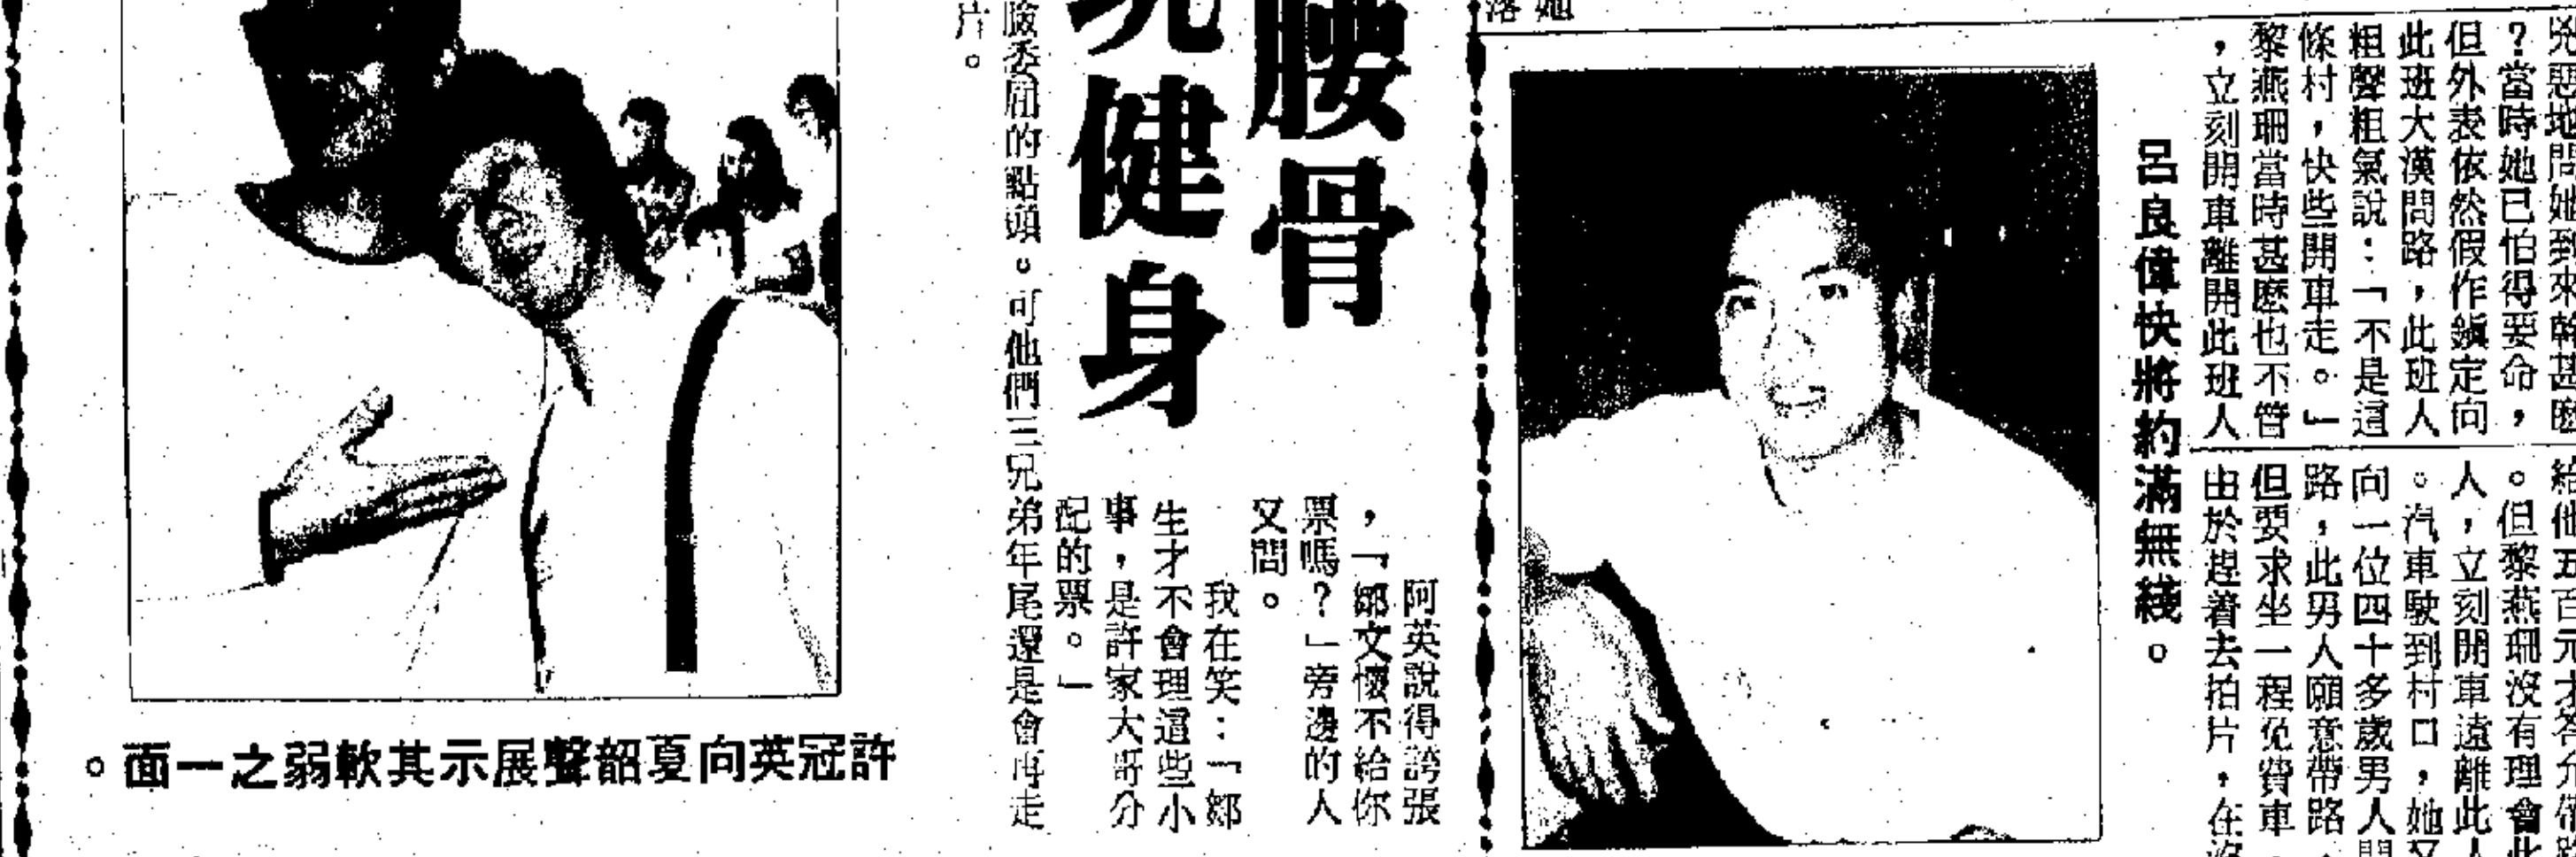 ？當時她已怕得要命，
但外表依然假作鎮定向
此班大漢問路，此班人
粗聲粗氣說：「不是這
條村，快些開車走。」
黎燕珊當時甚麽也不管
，立刻開車離開此班人
。但黎燕珊沒有理會此
人，立刻開車遠離此人
。汽車駛到村口，她又
向一位四十多歲男人問
路，此男人願意帶路，
但要求坐一程免費車，
由於趕着去拍片，在
呂良偉快將約滿無綫。
腰骨
健身
阿英說得誇張
，「鄒文懷不給你
票嗎？」旁邊的人
又問。
我在笑：「鄒
生才不會理這些小
事，是許家大哥分
配的票。」
臉委屈的點頭。可他們三兄弟年尾還是會再走
片。
許冠英向夏韶聲展示其軟弱之一面。